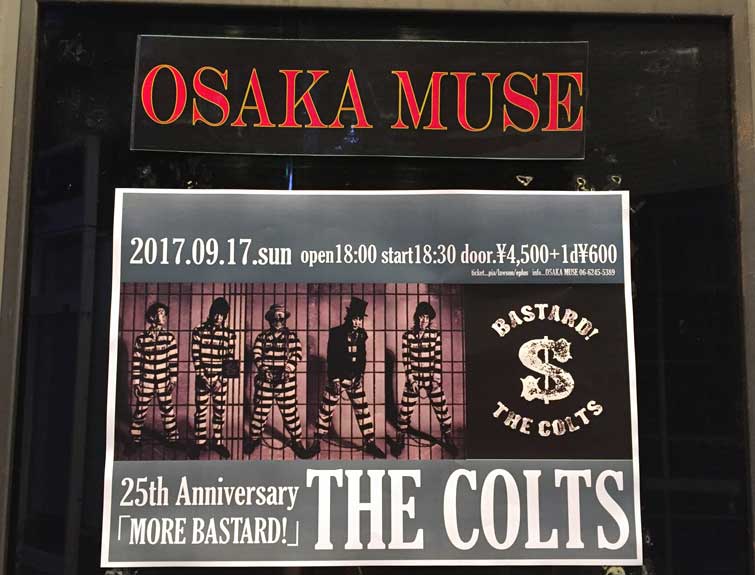 OSAKA MUSE
2017.09.17.sun open18:00 start18:30 door.¥4,500+1d¥600
ticket...pia/lawson/eplus info...OSAKA MUSE 06-6245-5389
BASTARD!
$
THE COLTS
25th Anniversary
「MORE BASTARD!」
THE COLTS